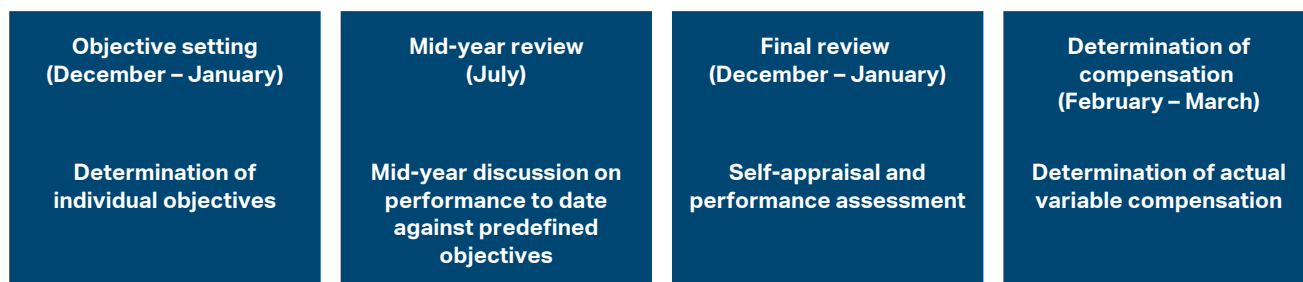 Objective setting
(December – January)
Determination of
individual objectives
Mid-year review
(July)
Mid-year discussion on
performance to date
against predefined
objectives
Final review
(December – January)
Self-appraisal and
performance assessment
Determination of
compensation
(February – March)
Determination of actual
variable compensation